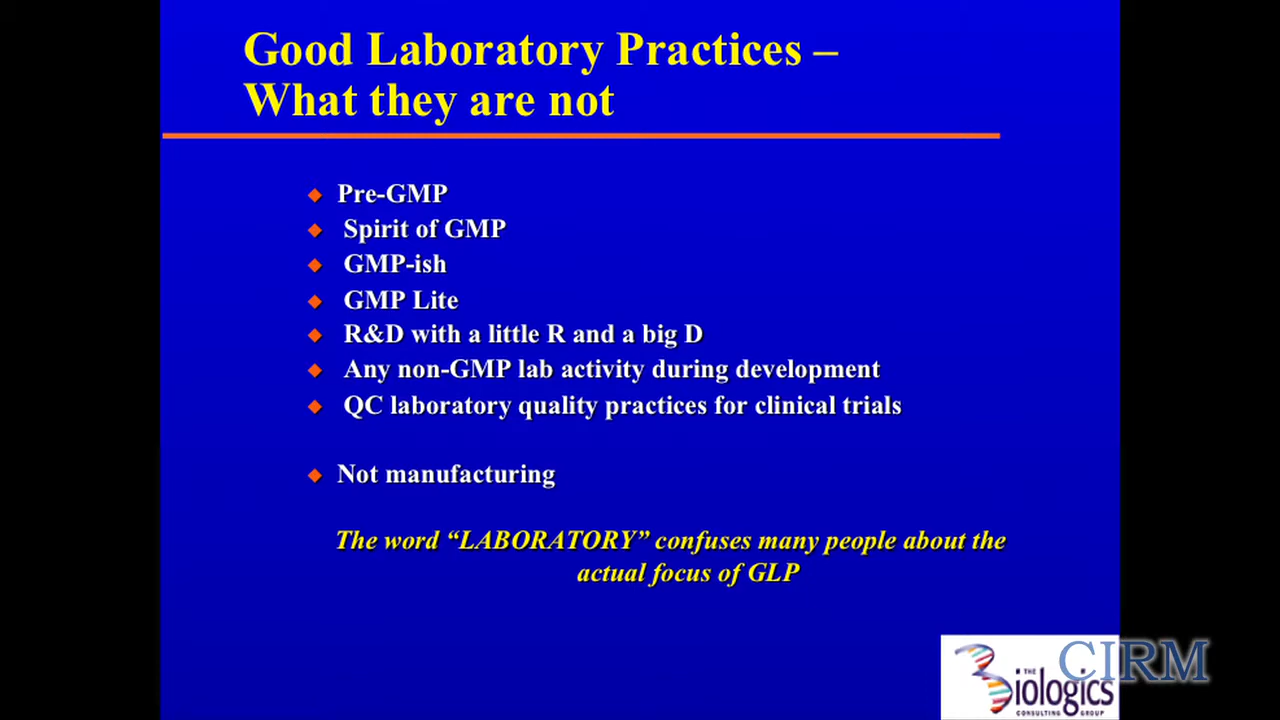 Good Laboratory Practices –
What they are not
Pre-GMP
Spirit of GMP
GMP-ish
GMP Lite
R&D with a little R and a big D
Any non-GMP lab activity during development
QC laboratory quality practices for clinical trials
Not manufacturing
The word “LABORATORY” confuses many people about the
actual focus of GLP
CIRM
THE
Biologics
CONSULTING GROUP